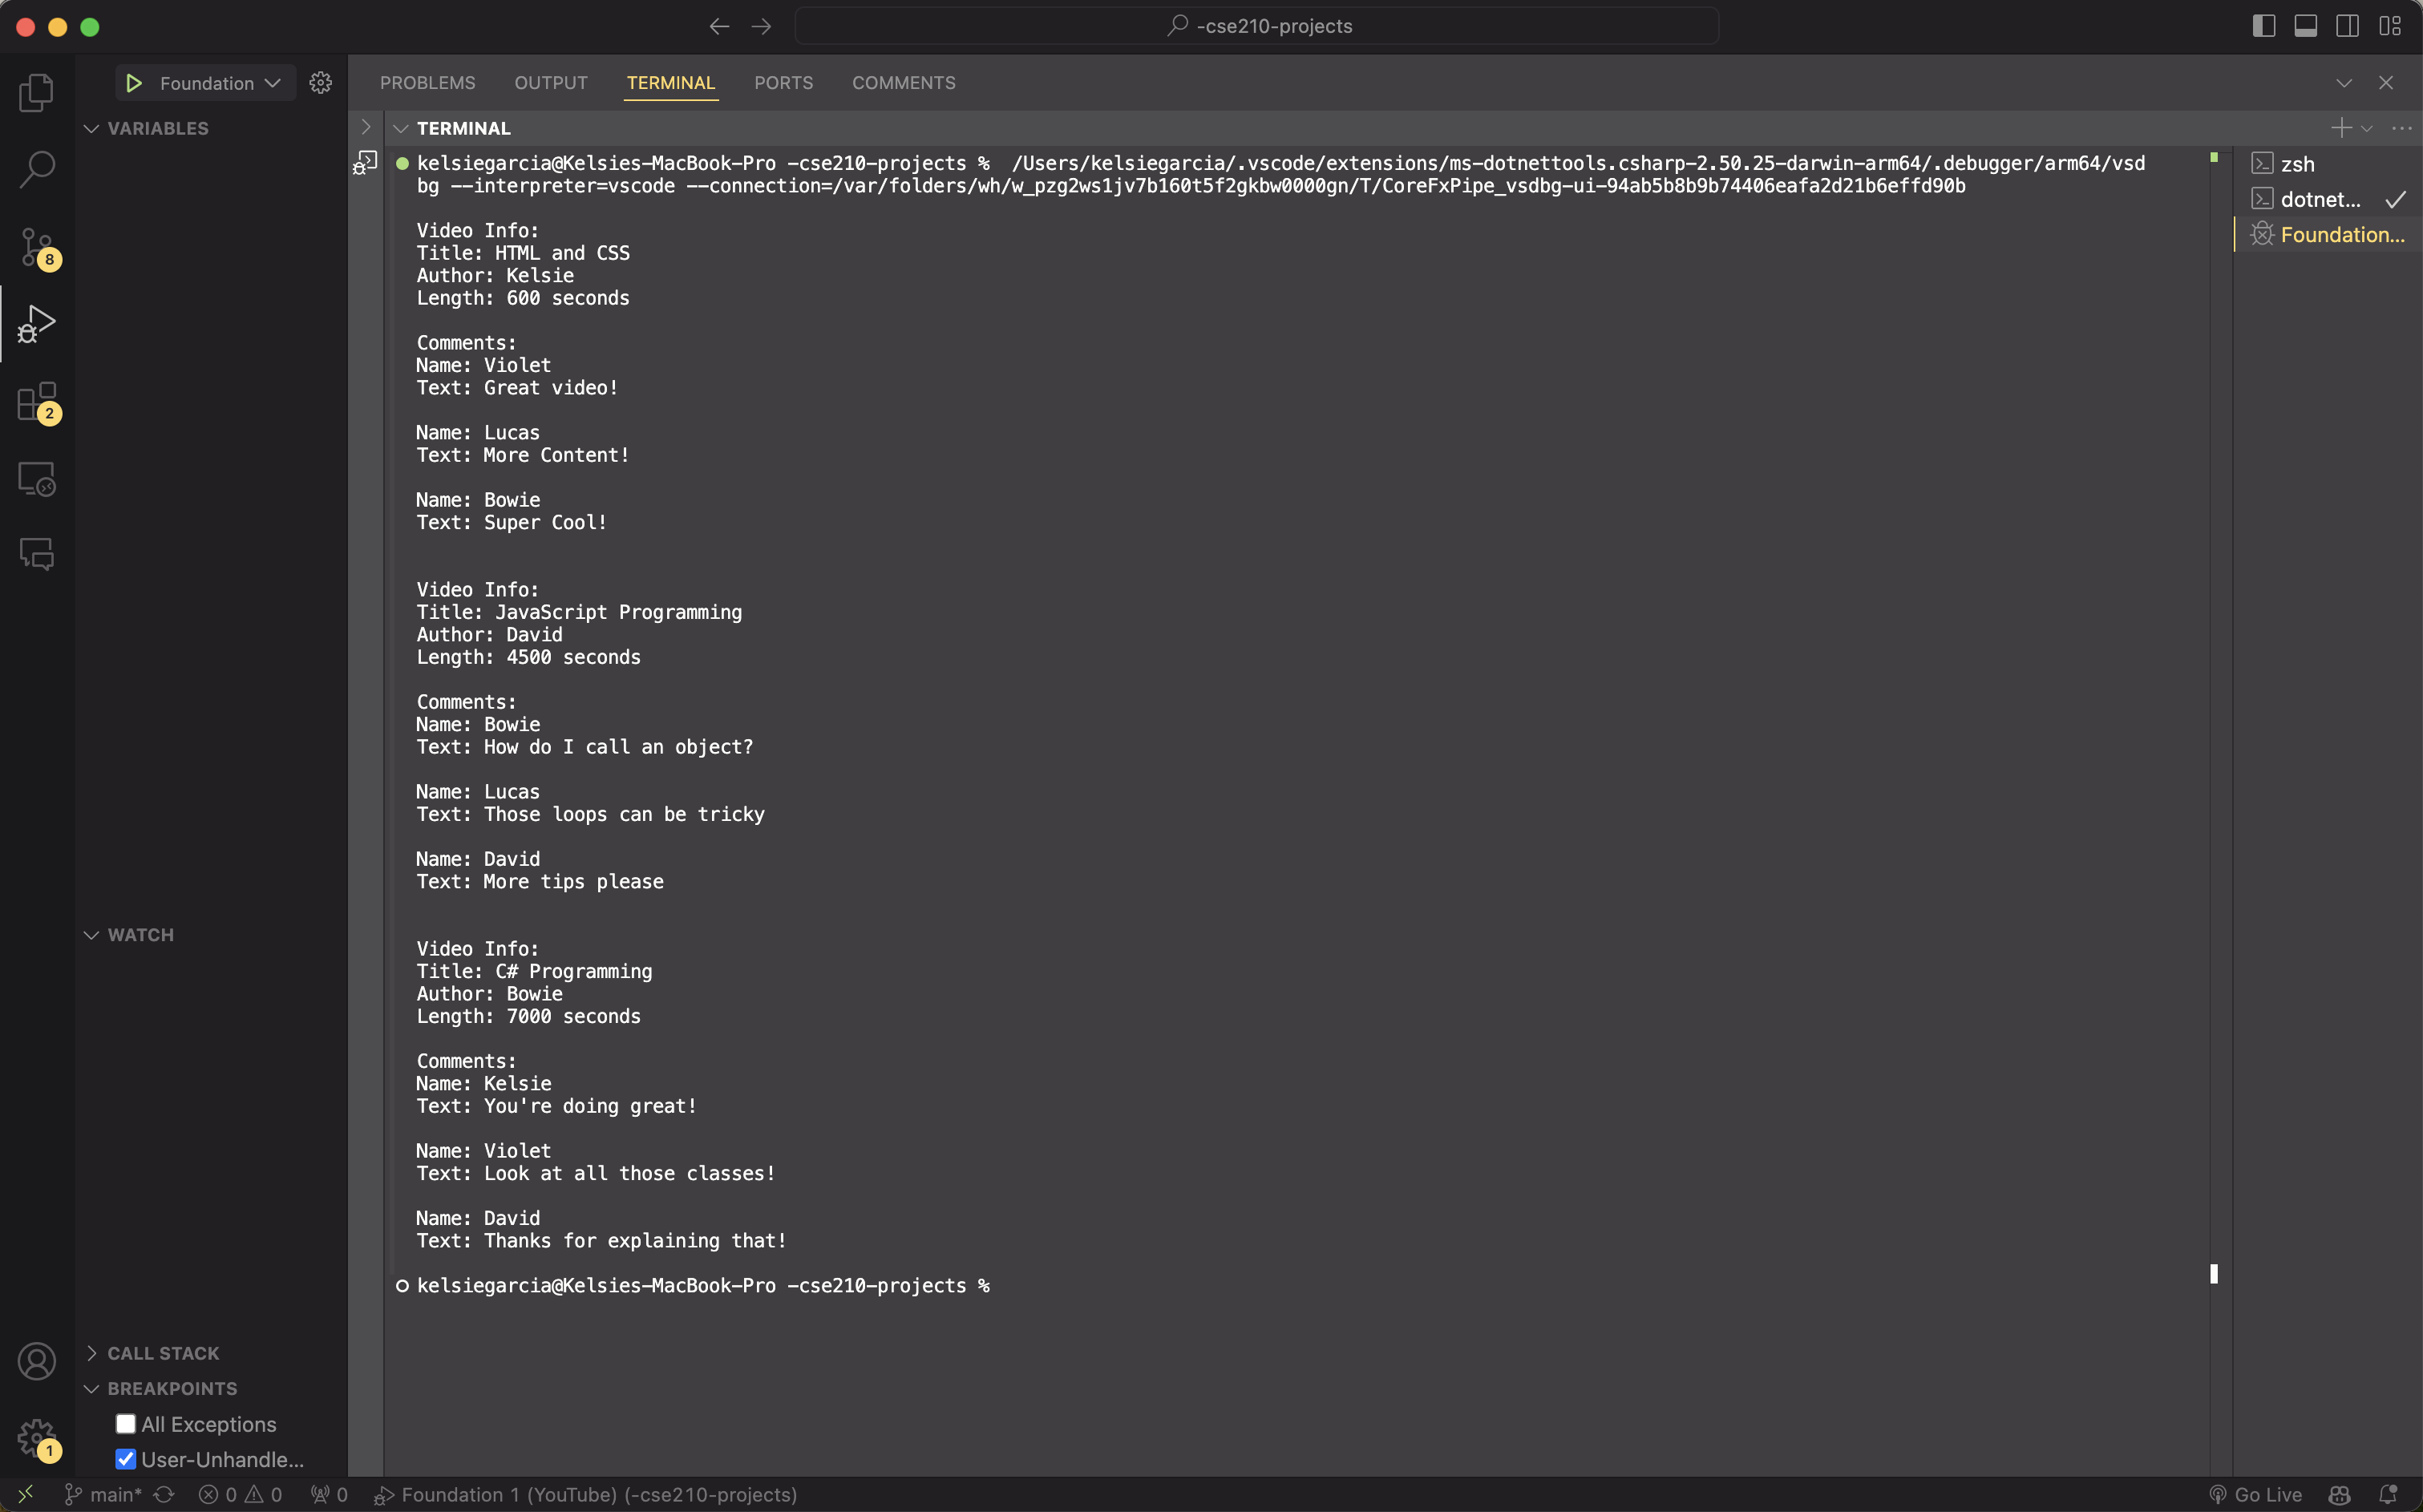 -cse210-projects
Foundation
VARIABLES
8
2
WATCH
CALL STACK
BREAKPOINTS
All Exceptions
User-Unhandle...
1
PROBLEMS OUTPUT TERMINAL PORTS COMMENTS
TERMINAL
kelsiegarcia@Kelsies-MacBook-Pro -cse210-projects %  /Users/kelsiegarcia/.vscode/extensions/ms-dotnettools.csharp-2.50.25-darwin-arm64/.debugger/arm64/vsd
bg --interpreter=vscode --connection=/var/folders/wh/w_pzg2ws1jv7b160t5f2gkbw0000gn/T/CoreFxPipe_vsdbg-ui-94ab5b8b9b74406eafa2d21b6effd90b
Video Info:
Title: HTML and CSS
Author: Kelsie
Length: 600 seconds
Comments:
Name: Violet
Text: Great video!
Name: Lucas
Text: More Content!
Name: Bowie
Text: Super Cool!
Video Info:
Title: JavaScript Programming
Author: David
Length: 4500 seconds
Comments:
Name: Bowie
Text: How do I call an object?
Name: Lucas
Text: Those loops can be tricky
Name: David
Text: More tips please
Video Info:
Title: C# Programming
Author: Bowie
Length: 7000 seconds
Comments:
Name: Kelsie
Text: You're doing great!
Name: Violet
Text: Look at all those classes!
Name: David
Text: Thanks for explaining that!
kelsiegarcia@Kelsies-MacBook-Pro -cse210-projects %
zsh
dotnet...
Foundation...
main* 0 0 0 Foundation 1 (YouTube) (-cse210-projects) Go Live